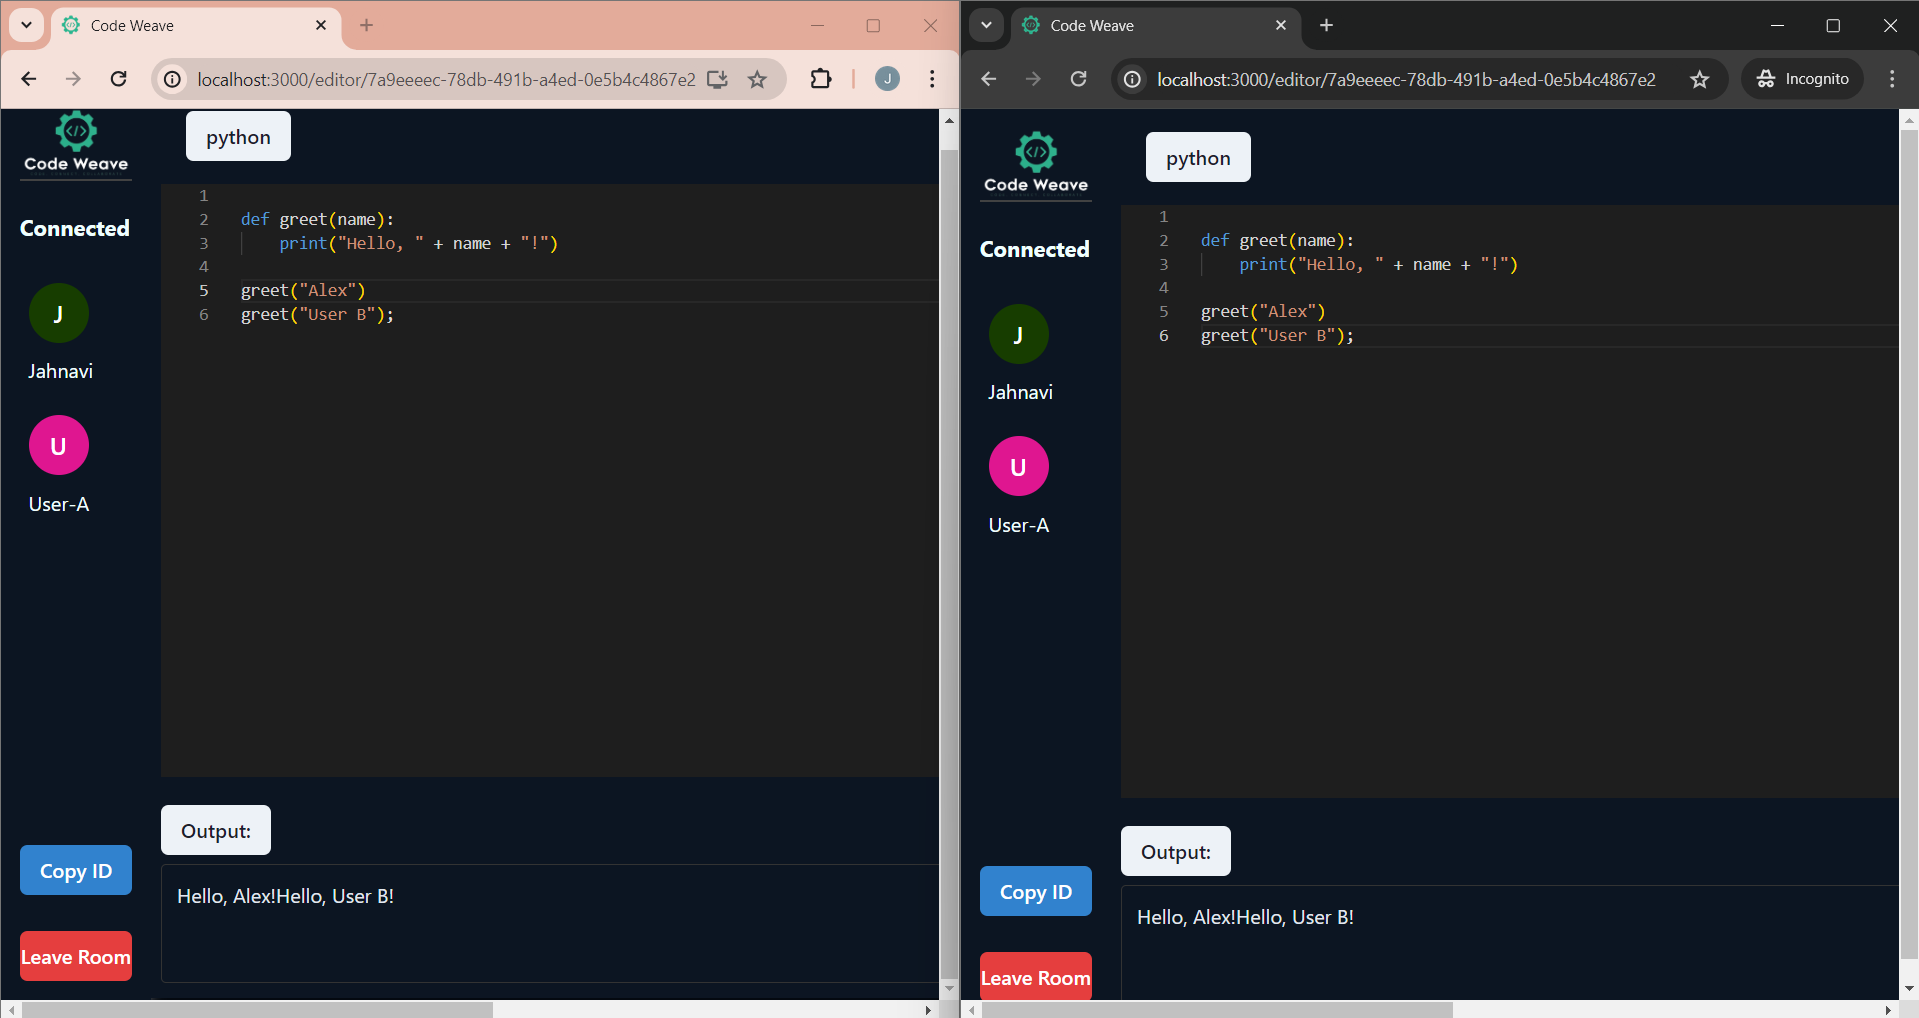 Code Weave
localhost:3000/editor/7a9eeeec-78db-491b-a4ed-0e5b4c4867e2
J
Code Weave
python
Connected
J
Jahnavi
U
User-A
1
2 def greet(name):
3 print("Hello, " + name + "!")
4
5 greet("Alex")
6 greet("User B");
Output:
Hello, Alex!Hello, User B!
Copy ID
Leave Room
Code Weave
localhost:3000/editor/7a9eeeec-78db-491b-a4ed-0e5b4c4867e2
Incognito
Code Weave
python
Connected
J
Jahnavi
U
User-A
1
2 def greet(name):
3 print("Hello, " + name + "!")
4
5 greet("Alex")
6 greet("User B");
Output:
Hello, Alex!Hello, User B!
Copy ID
Leave Room